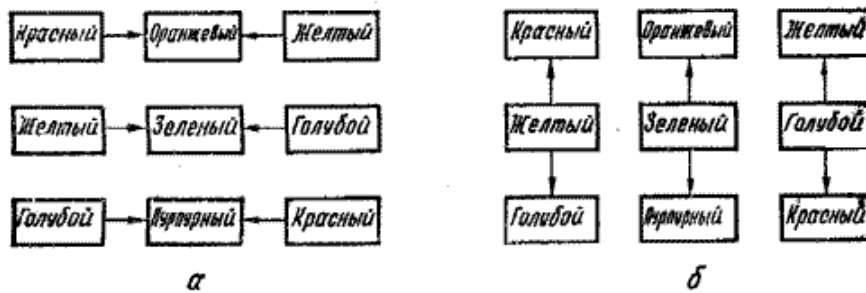 Красный Оранжевый Желтый
Желтый Зеленый Голубой
Голубой Пурпурный Красный
а
Красный Оранжевый Желтый
Желтый Зеленый Голубой
Голубой Пурпурный Красный
б